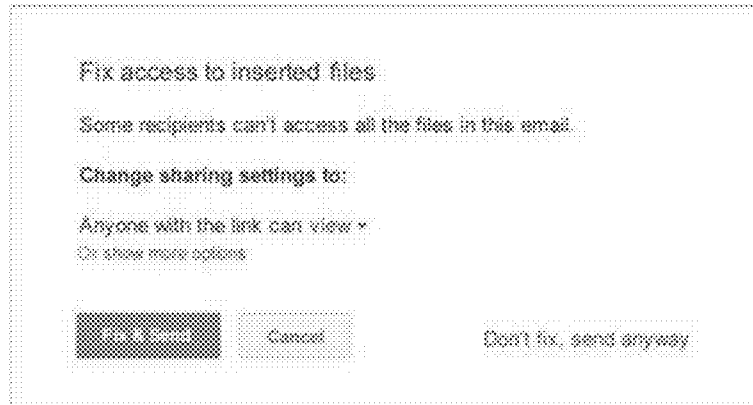 Fix access to inserted files
Some recipients can't access all the files in this email.
Change sharing settings to:
Anyone with the link can view
Or show more options
Cancel
Don't fix, send anyway